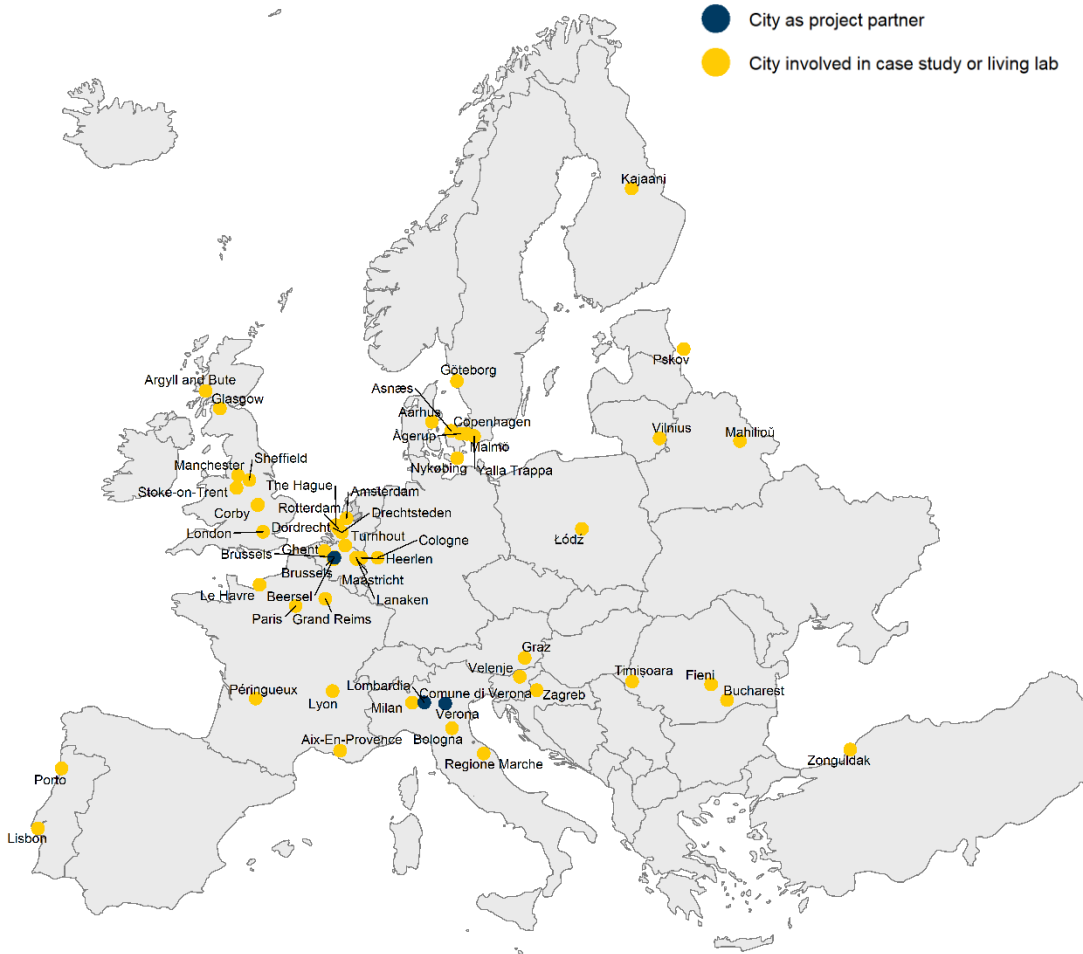 City as project partner
City involved in case study or living lab
Kajaani
Pskov
Göteborg
Argyll and Bute
Asnæs
Glasgow
Aarhus
Copenhagen
Ågerup
Malmö
Vilnius
Mahilioŭ
Nykøbing
Yalla Trappa
Manchester
Sheffield
The Hague
Amsterdam
Stoke-on-Trent
Rotterdam
Drechtsteden
Corby
Dordrecht
London
Turnhout
Cologne
Łódź
Ghent
Brussels
Heerlen
Brussels
Maastricht
Le Havre
Beersel
Lanaken
Paris
Grand Reims
Graz
Velenje
Timișoara
Fieni
Péringueux
Lombardia
Comune di Verona
Zagreb
Bucharest
Lyon
Milan
Verona
Aix-En-Provence
Bologna
Regione Marche
Zonguldak
Porto
Lisbon